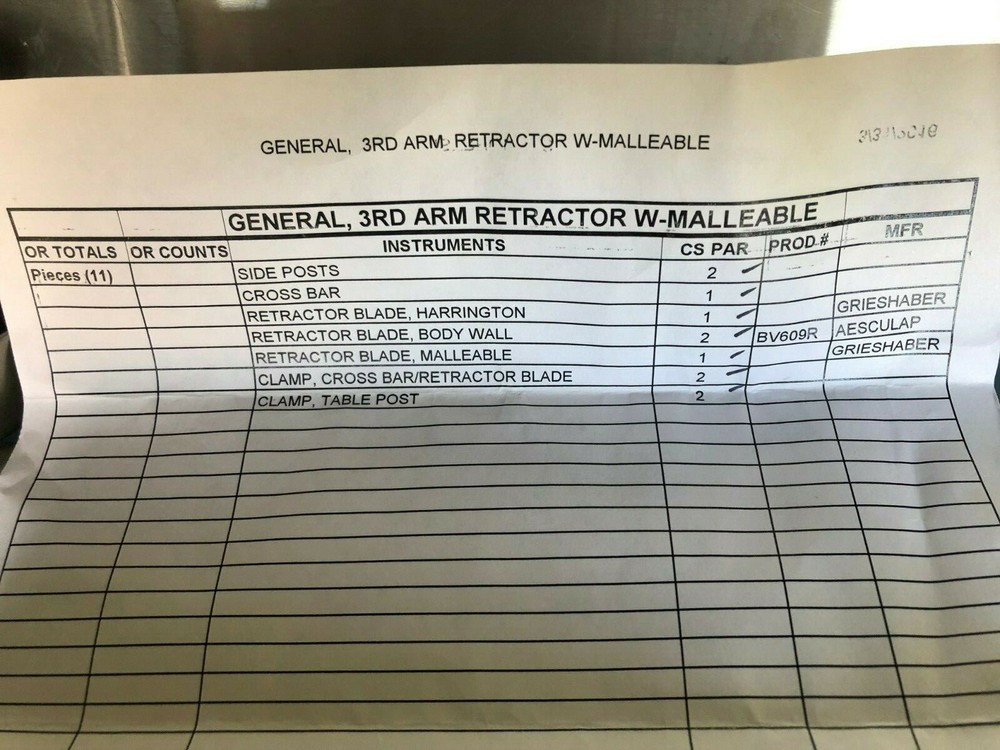 GENERAL, 3RD ARM RETRACTOR W-MALLEABLE
GENERAL, 3RD ARM RETRACTOR W-MALLEABLE
OR TOTALS OR COUNTS INSTRUMENTS CS PAR PROD.# MFR
Pieces (11) SIDE POSTS 2
CROSS BAR 1
RETRACTOR BLADE, HARRINGTON 1 GRIESHABER
RETRACTOR BLADE, BODY WALL 2 BV609R AESCULAP
RETRACTOR BLADE, MALLEABLE 1 GRIESHABER
CLAMP, CROSS BAR/RETRACTOR BLADE 2
CLAMP, TABLE POST 2